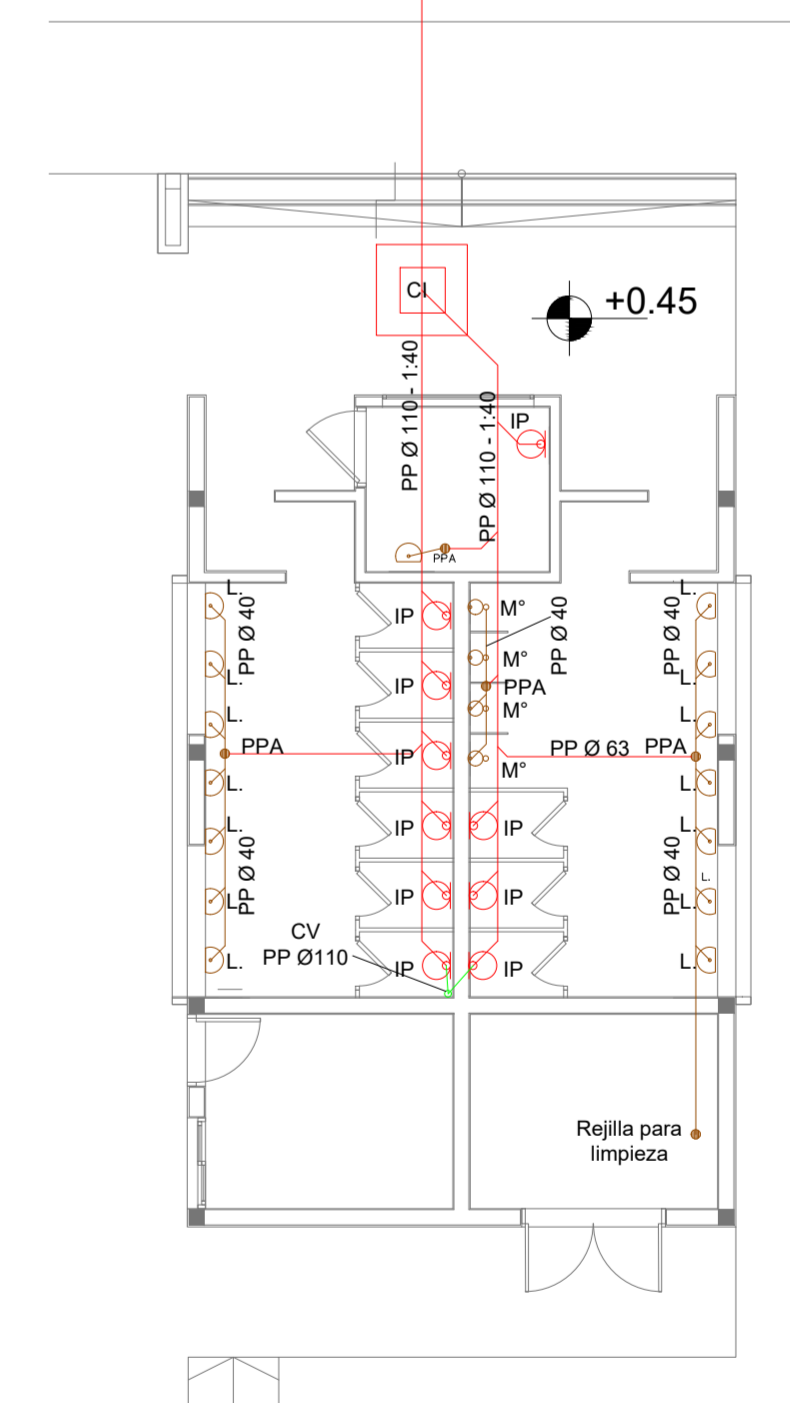 CI
+0.45
PP Ø 110 - 1:40
PP Ø 110 - 1:40
IP
PPA
L.
PP Ø 40
IP
M°
PP Ø 40
PP Ø 40
L.
L.
IP
M°
PPA
L.
L.
M°
L.
PPA
IP
M°
PP Ø 63
PPA
L.
L.
L.
IP
IP
L.
PP Ø 40
PP Ø 40
L.
L.
IP
L.
CV
PP Ø110
L.
IP
IP
L.
Rejilla para
limpieza